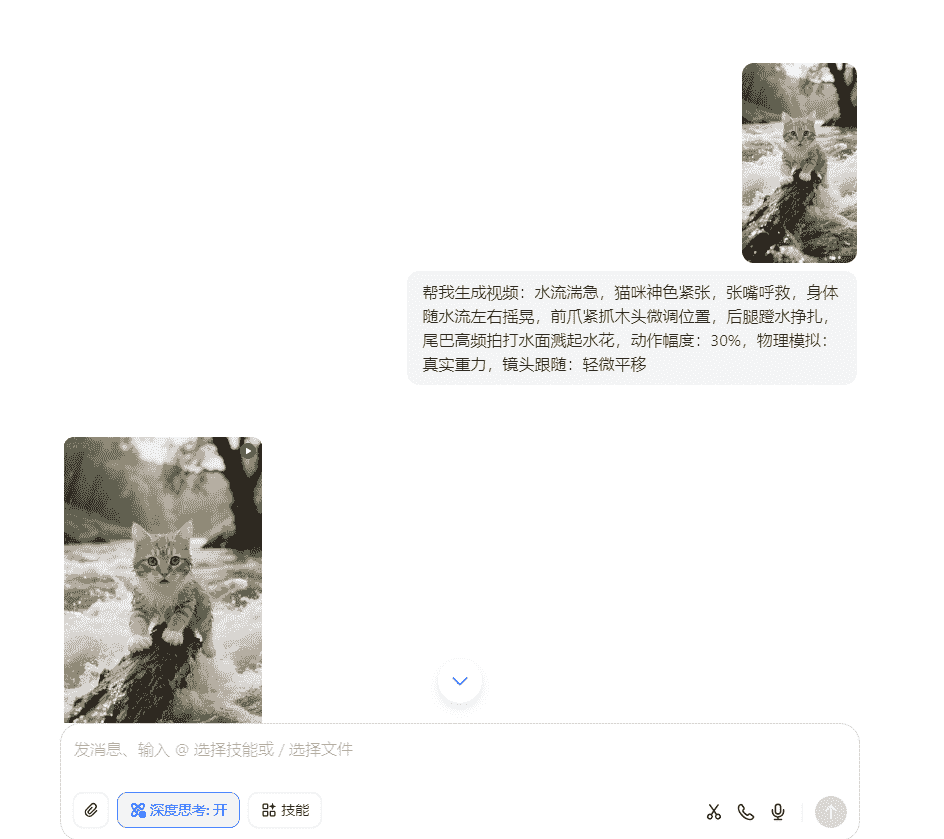 帮我生成视频：水流湍急，猫咪神色紧张，张嘴呼救，身体
随水流左右摇晃，前爪紧抓木头微调位置，后腿蹬水挣扎，
尾巴高频拍打水面溅起水花，动作幅度：30%，物理模拟：
真实重力，镜头跟随：轻微平移
发消息、输入 @ 选择技能或 / 选择文件
深度思考: 开
技能